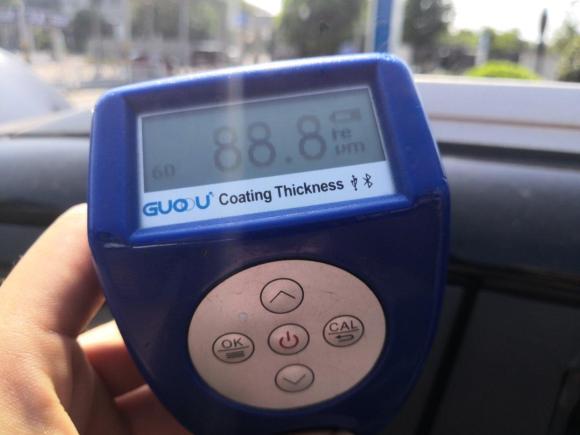 88.8
Fe
60
μm
GUOOU Coating Thickness
OK
CAL